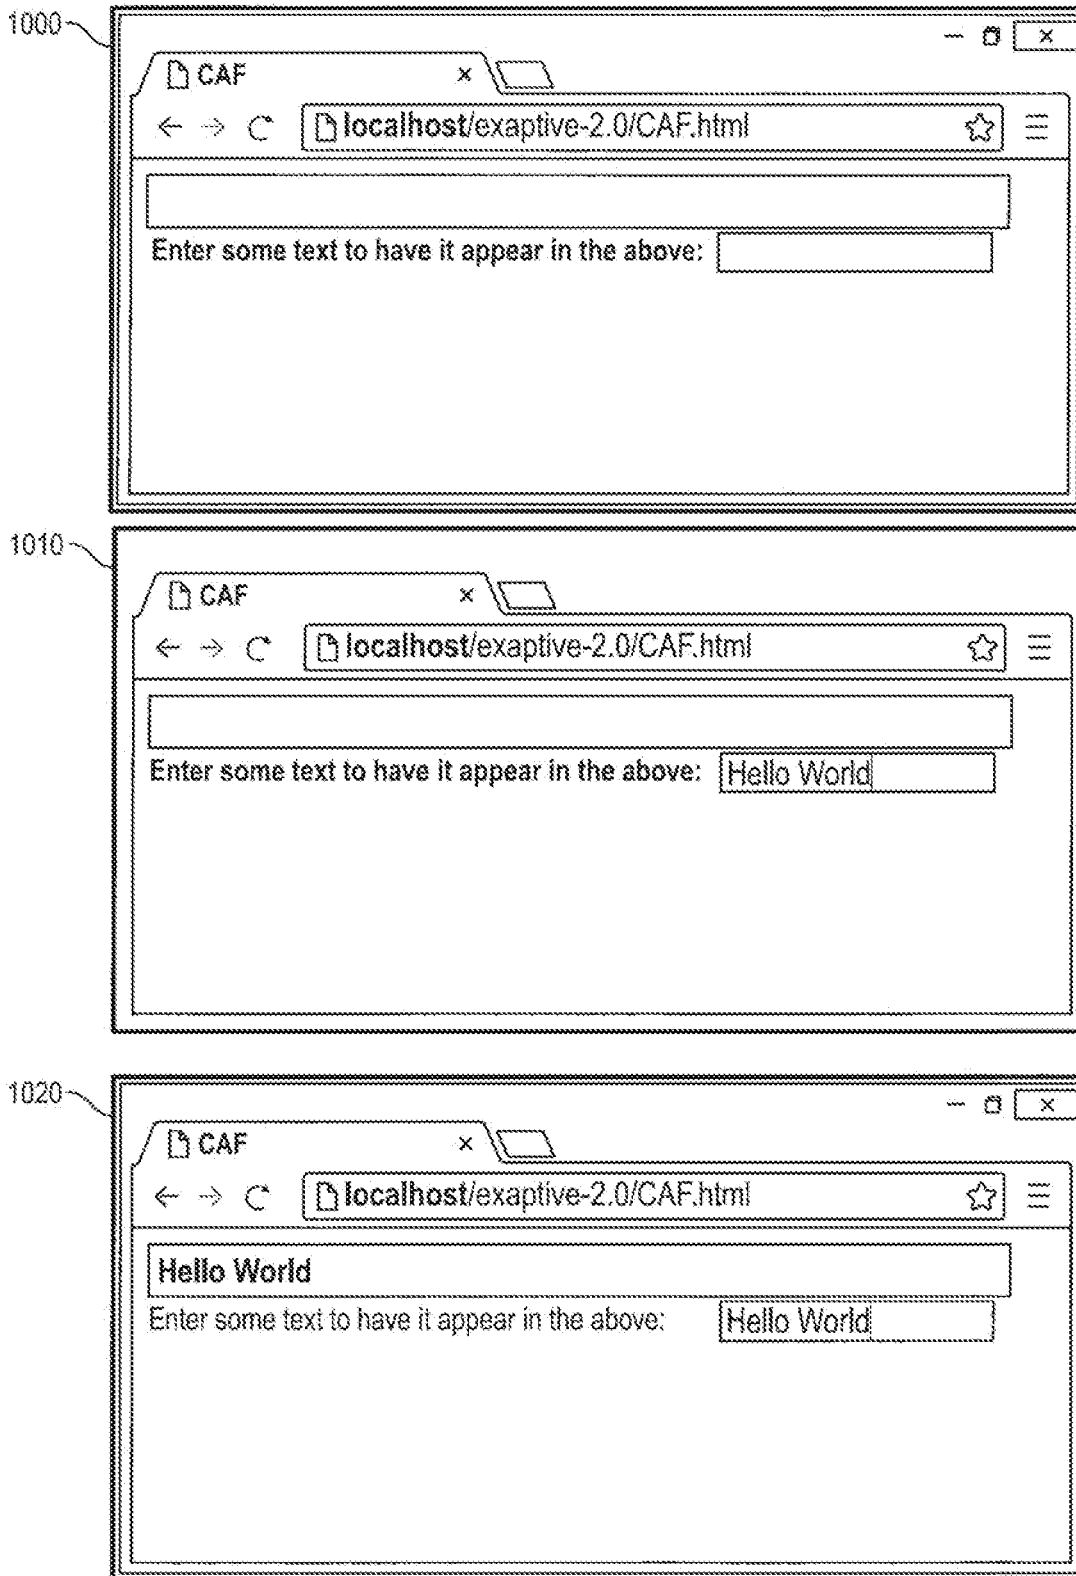 1000
CAF
localhost/exaptive-2.0/CAF.html
Enter some text to have it appear in the above:
1010
CAF
localhost/exaptive-2.0/CAF.html
Enter some text to have it appear in the above: Hello World
1020
CAF
localhost/exaptive-2.0/CAF.html
Hello World
Enter some text to have it appear in the above: Hello World